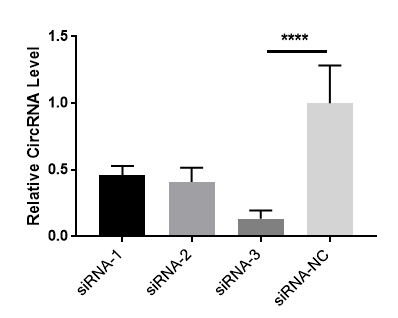 ****
1.5
1.0
0.5
0.0
Relative CircRNA Level
siRNA-1
siRNA-2
siRNA-3
siRNA-NC